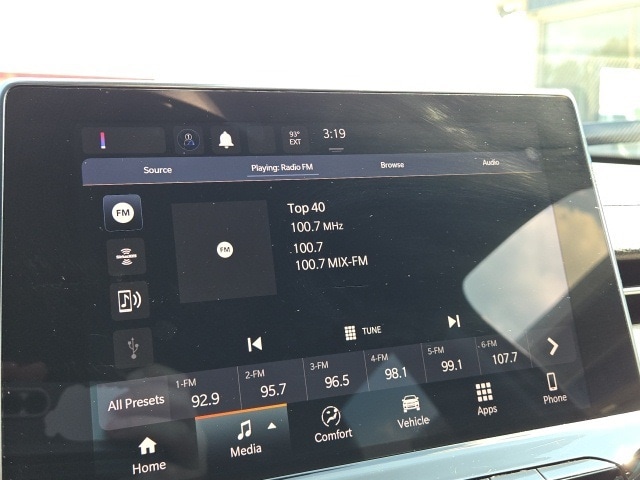 93°
EXT
3:19
Source
Playing: Radio FM
Browse
Audio
FM
FM
Top 40
100.7 MHz
100.7
100.7 MIX-FM
TUNE
All Presets
1-FM
92.9
2-FM
95.7
3-FM
96.5
4-FM
98.1
5-FM
99.1
6-FM
107.7
Home
Media
Comfort
Vehicle
Apps
Phone